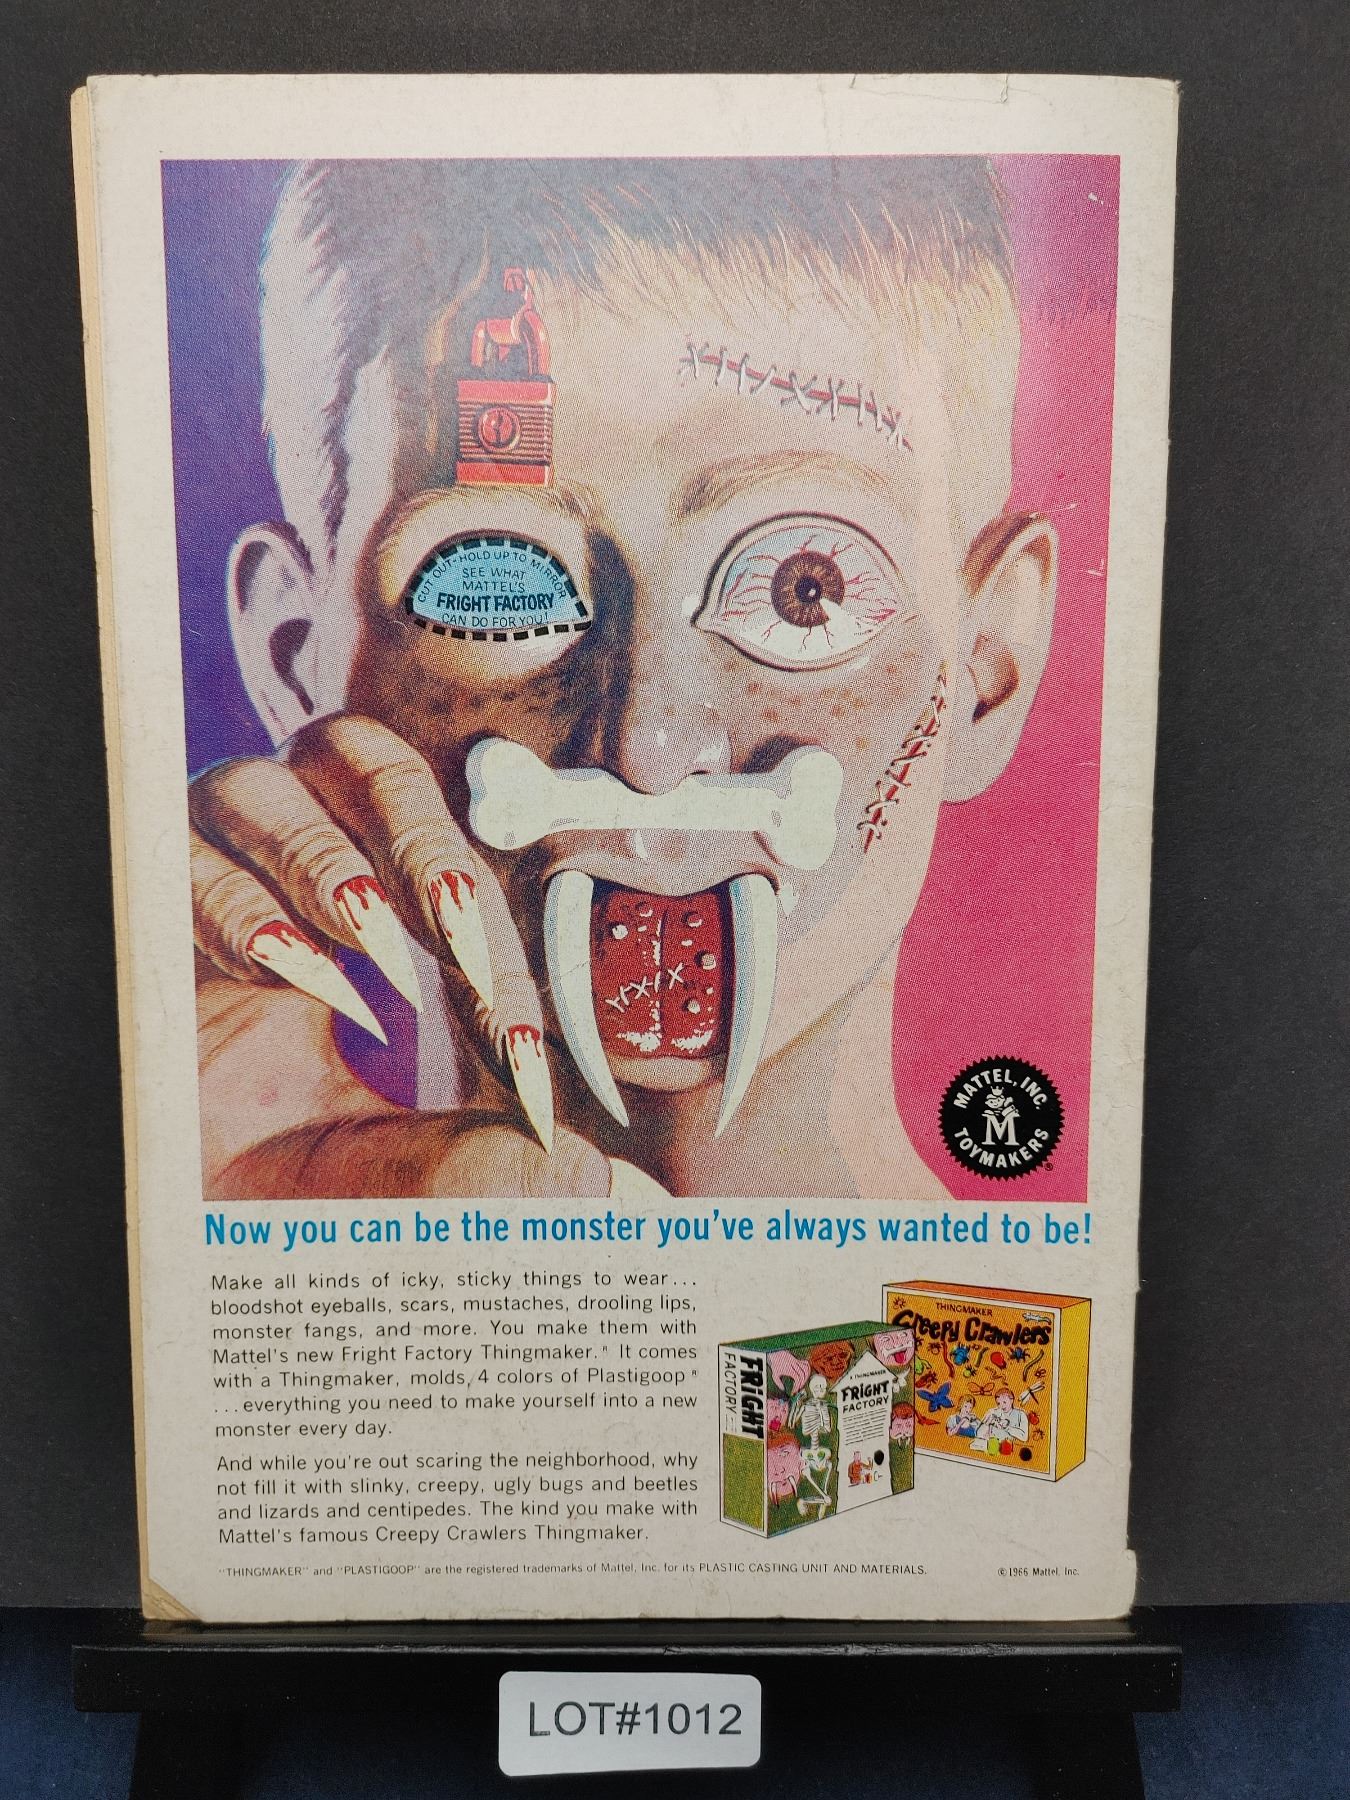 CUT OUT-HOLD UP TO MIRROR
SEE WHAT
MATTEL'S
FRIGHT FACTORY
CAN DO FOR YOU!
MATTEL, INC.
M
TOYMAKERS
®
Now you can be the monster you've always wanted to be!
Make all kinds of icky, sticky things to wear...
bloodshot eyeballs, scars, mustaches, drooling lips,
monster fangs, and more. You make them with
Mattel's new Fright Factory Thingmaker.® It comes
with a Thingmaker, molds, 4 colors of Plastigoop®
...everything you need to make yourself into a new
monster every day.
And while you're out scaring the neighborhood, why
not fill it with slinky, creepy, ugly bugs and beetles
and lizards and centipedes. The kind you make with
Mattel's famous Creepy Crawlers Thingmaker.
THINGMAKER
Creepy Crawlers
FRIGHT
FACTORY
A THINGMAKER
FRIGHT
FACTORY
"THINGMAKER" and "PLASTIGOOP" are the registered trademarks of Mattel, Inc. for its PLASTIC CASTING UNIT AND MATERIALS.
© 1966 Mattel, Inc.
LOT#1012